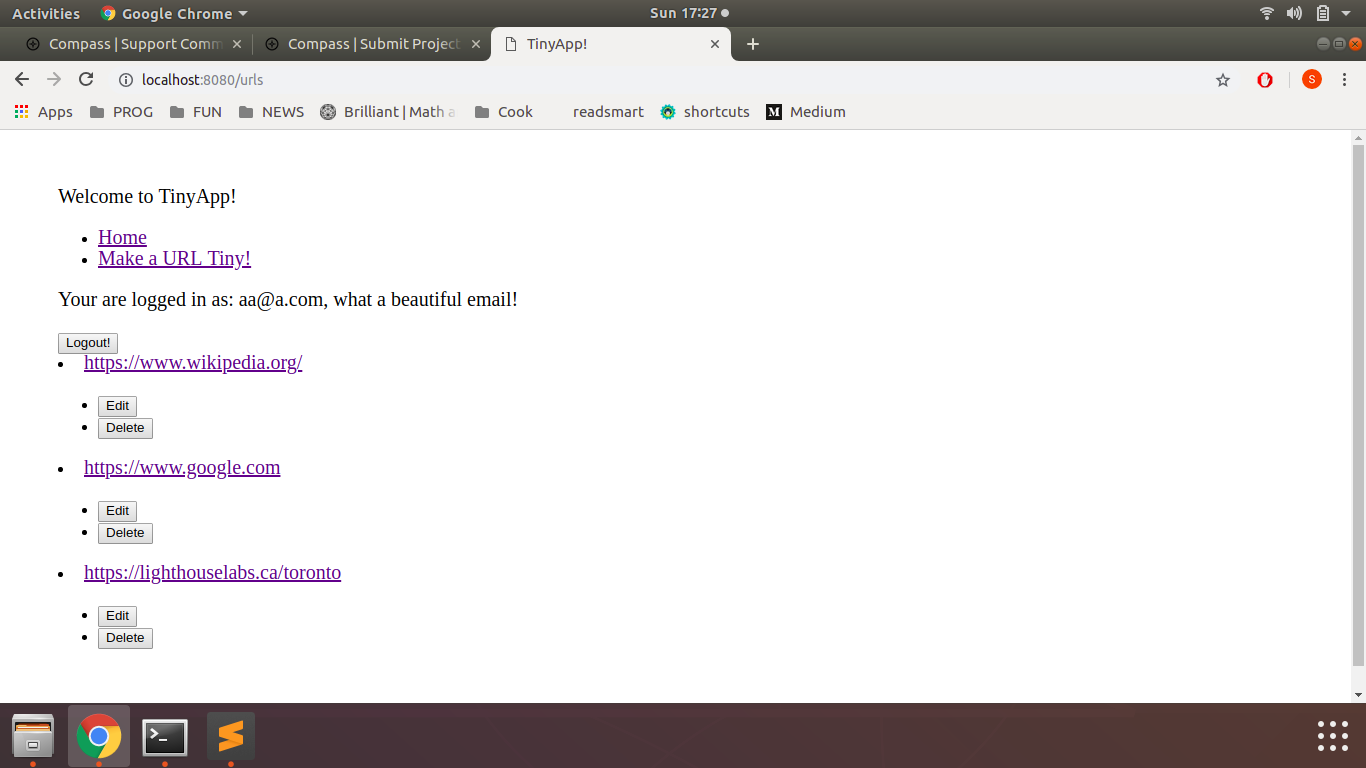 Activities Google Chrome Sun 17:27
Compass | Support Comm Compass | Submit Project TinyApp!
localhost:8080/urls S
Apps PROG FUN NEWS Brilliant | Math a Cook readsmart shortcuts M Medium
Welcome to TinyApp!
Home
Make a URL Tiny!
Your are logged in as: aa@a.com, what a beautiful email!
Logout!
https://www.wikipedia.org/
Edit
Delete
https://www.google.com
Edit
Delete
https://lighthouselabs.ca/toronto
Edit
Delete